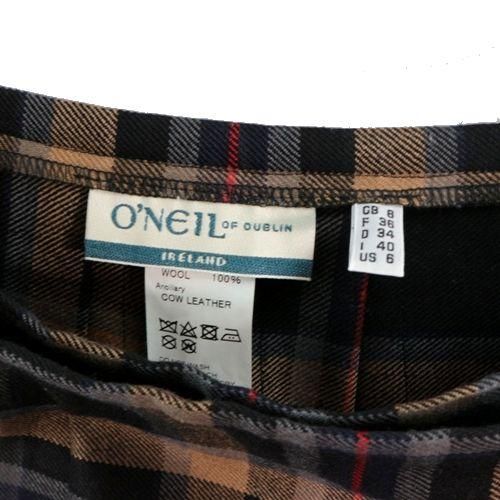 O'NEIL OF DUBLIN
IRELAND
WOOL 100%
Ancillary
COW LEATHER
GB 8
F 36
D 34
I 40
US 6